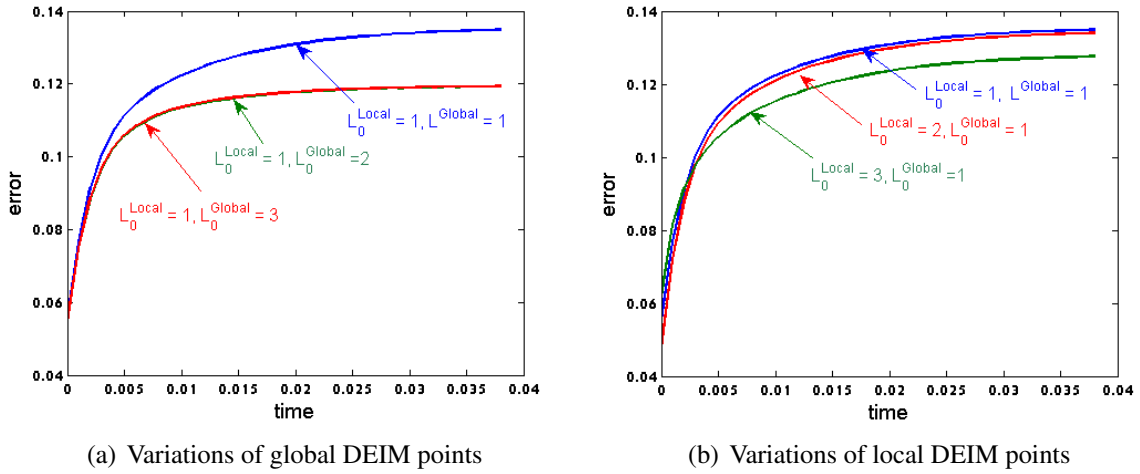 0.14
0.12
0.1
0.08
0.06
0.04
error
0
0.005
0.01
0.015
0.02
0.025
0.03
0.035
0.04
time
L₀ᴸᵒᶜᵃˡ = 1, Lᴳˡᵒᵇᵃˡ = 1
L₀ᴸᵒᶜᵃˡ = 1, L₀ᴳˡᵒᵇᵃˡ =2
L₀ᴸᵒᶜᵃˡ = 1, L₀ᴳˡᵒᵇᵃˡ = 3
(a) Variations of global DEIM points
0.14
0.12
0.1
0.08
0.06
0.04
error
0
0.005
0.01
0.015
0.02
0.025
0.03
0.035
0.04
time
L₀ᴸᵒᶜᵃˡ = 1, Lᴳˡᵒᵇᵃˡ = 1
L₀ᴸᵒᶜᵃˡ = 2, L₀ᴳˡᵒᵇᵃˡ = 1
L₀ᴸᵒᶜᵃˡ = 3, L₀ᴳˡᵒᵇᵃˡ =1
(b) Variations of local DEIM points